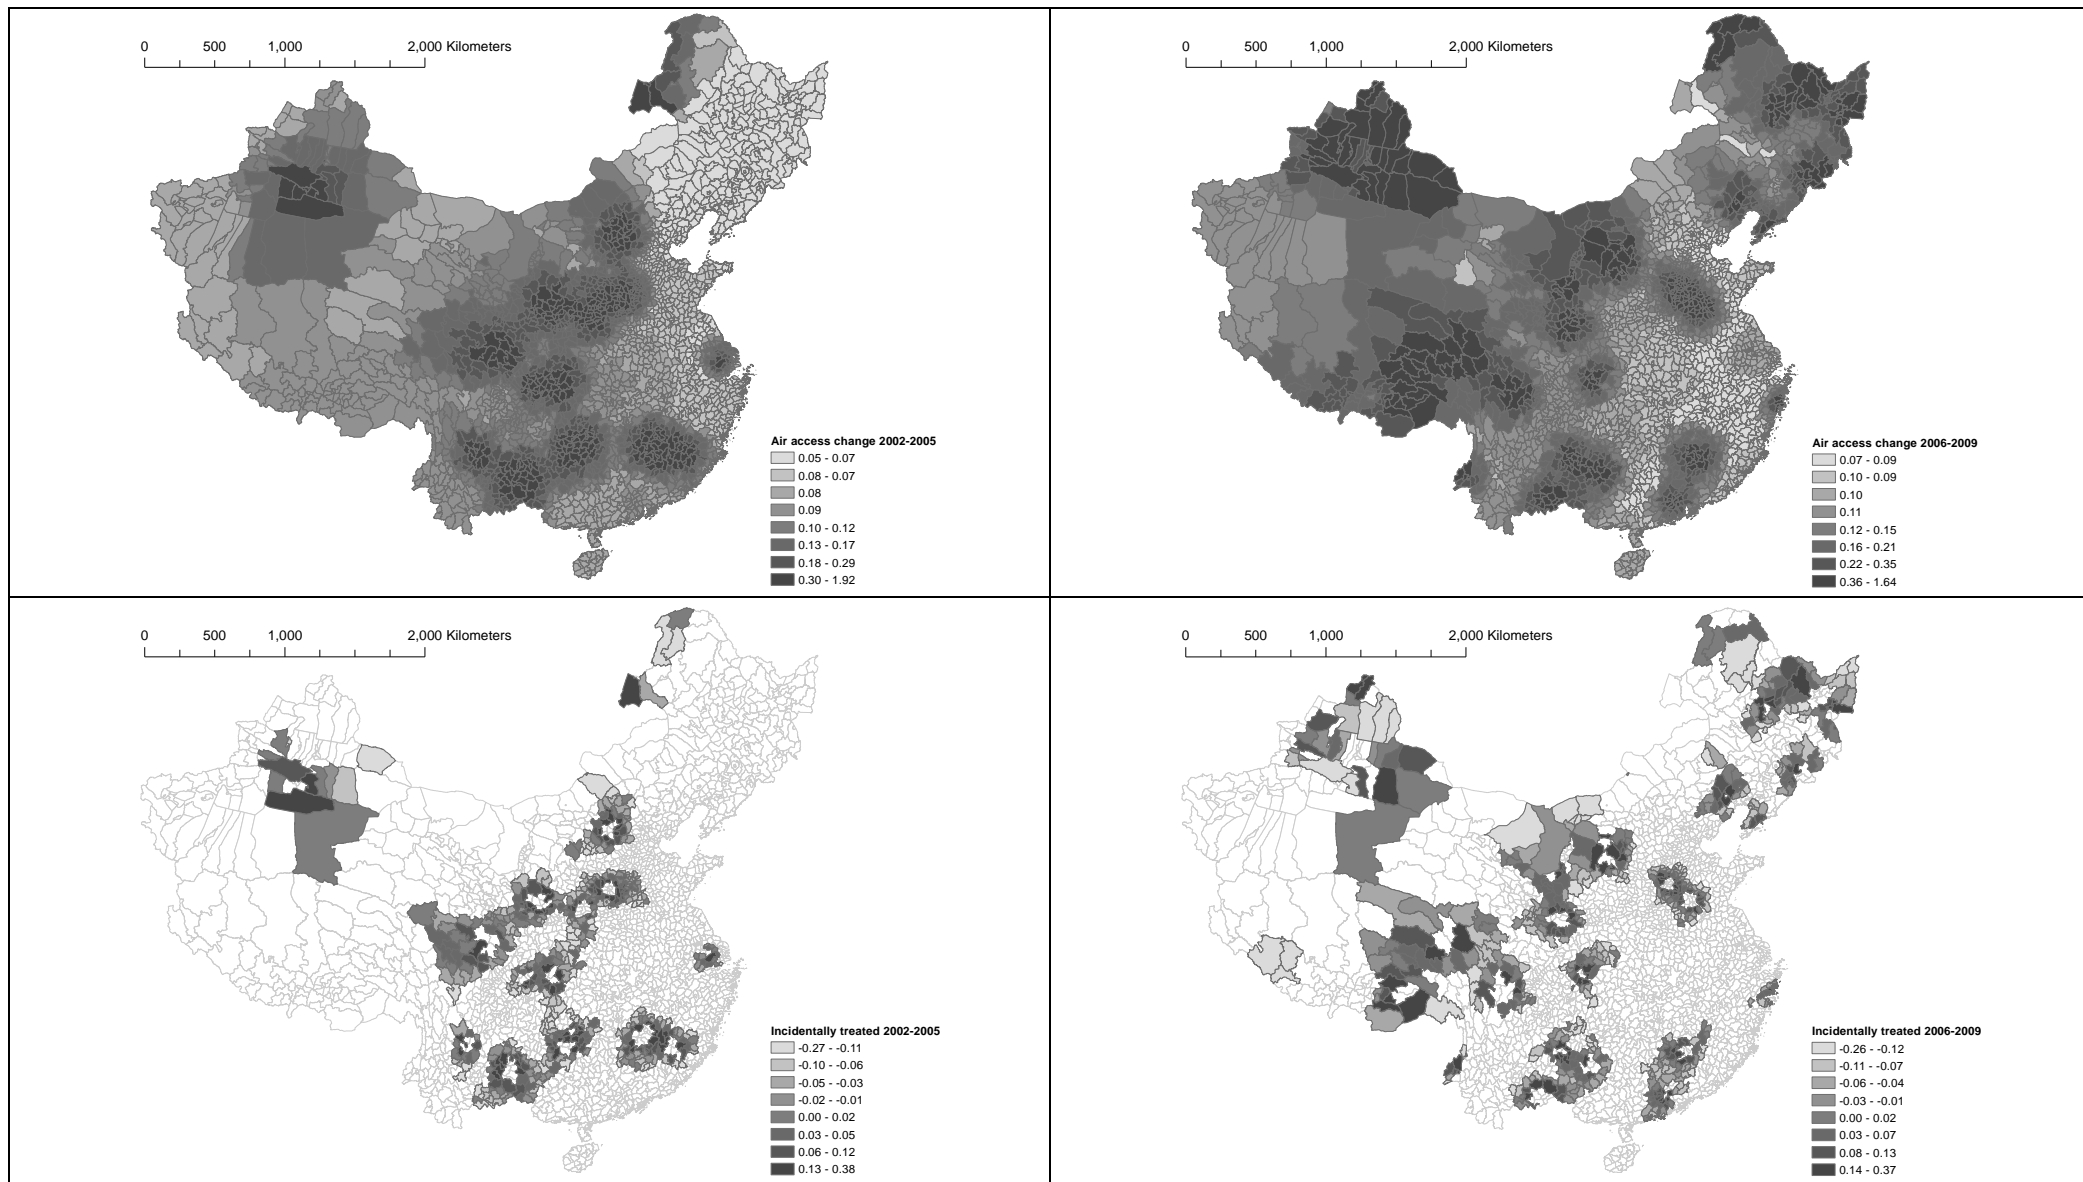 0 500 1,000 2,000 Kilometers
Air access change 2002-2005
0.05 - 0.07
0.08 - 0.07
0.08
0.09
0.10 - 0.12
0.13 - 0.17
0.18 - 0.29
0.30 - 1.92
0 500 1,000 2,000 Kilometers
Air access change 2006-2009
0.07 - 0.09
0.10 - 0.09
0.10
0.11
0.12 - 0.15
0.16 - 0.21
0.22 - 0.35
0.36 - 1.64
0 500 1,000 2,000 Kilometers
Incidentally treated 2002-2005
-0.27 - -0.11
-0.10 - -0.06
-0.05 - -0.03
-0.02 - -0.01
0.00 - 0.02
0.03 - 0.05
0.06 - 0.12
0.13 - 0.38
0 500 1,000 2,000 Kilometers
Incidentally treated 2006-2009
-0.26 - -0.12
-0.11 - -0.07
-0.06 - -0.04
-0.03 - -0.01
0.00 - 0.02
0.03 - 0.07
0.08 - 0.13
0.14 - 0.37